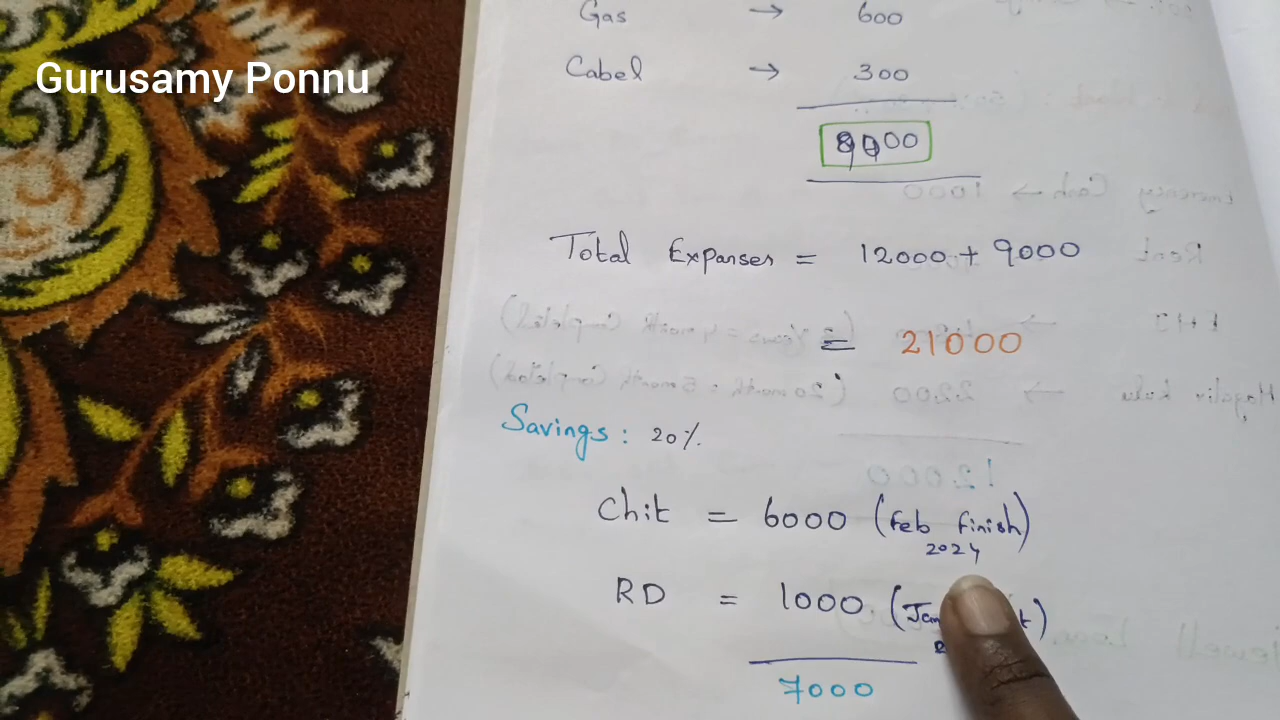 Gurusamy Ponnu
Gas → 600
Cabel → 300
9000
Total Expanses = 12000 + 9000
= 21000
Savings: 20%
Chit = 6000 (Feb finish)
2024
RD = 1000
7000